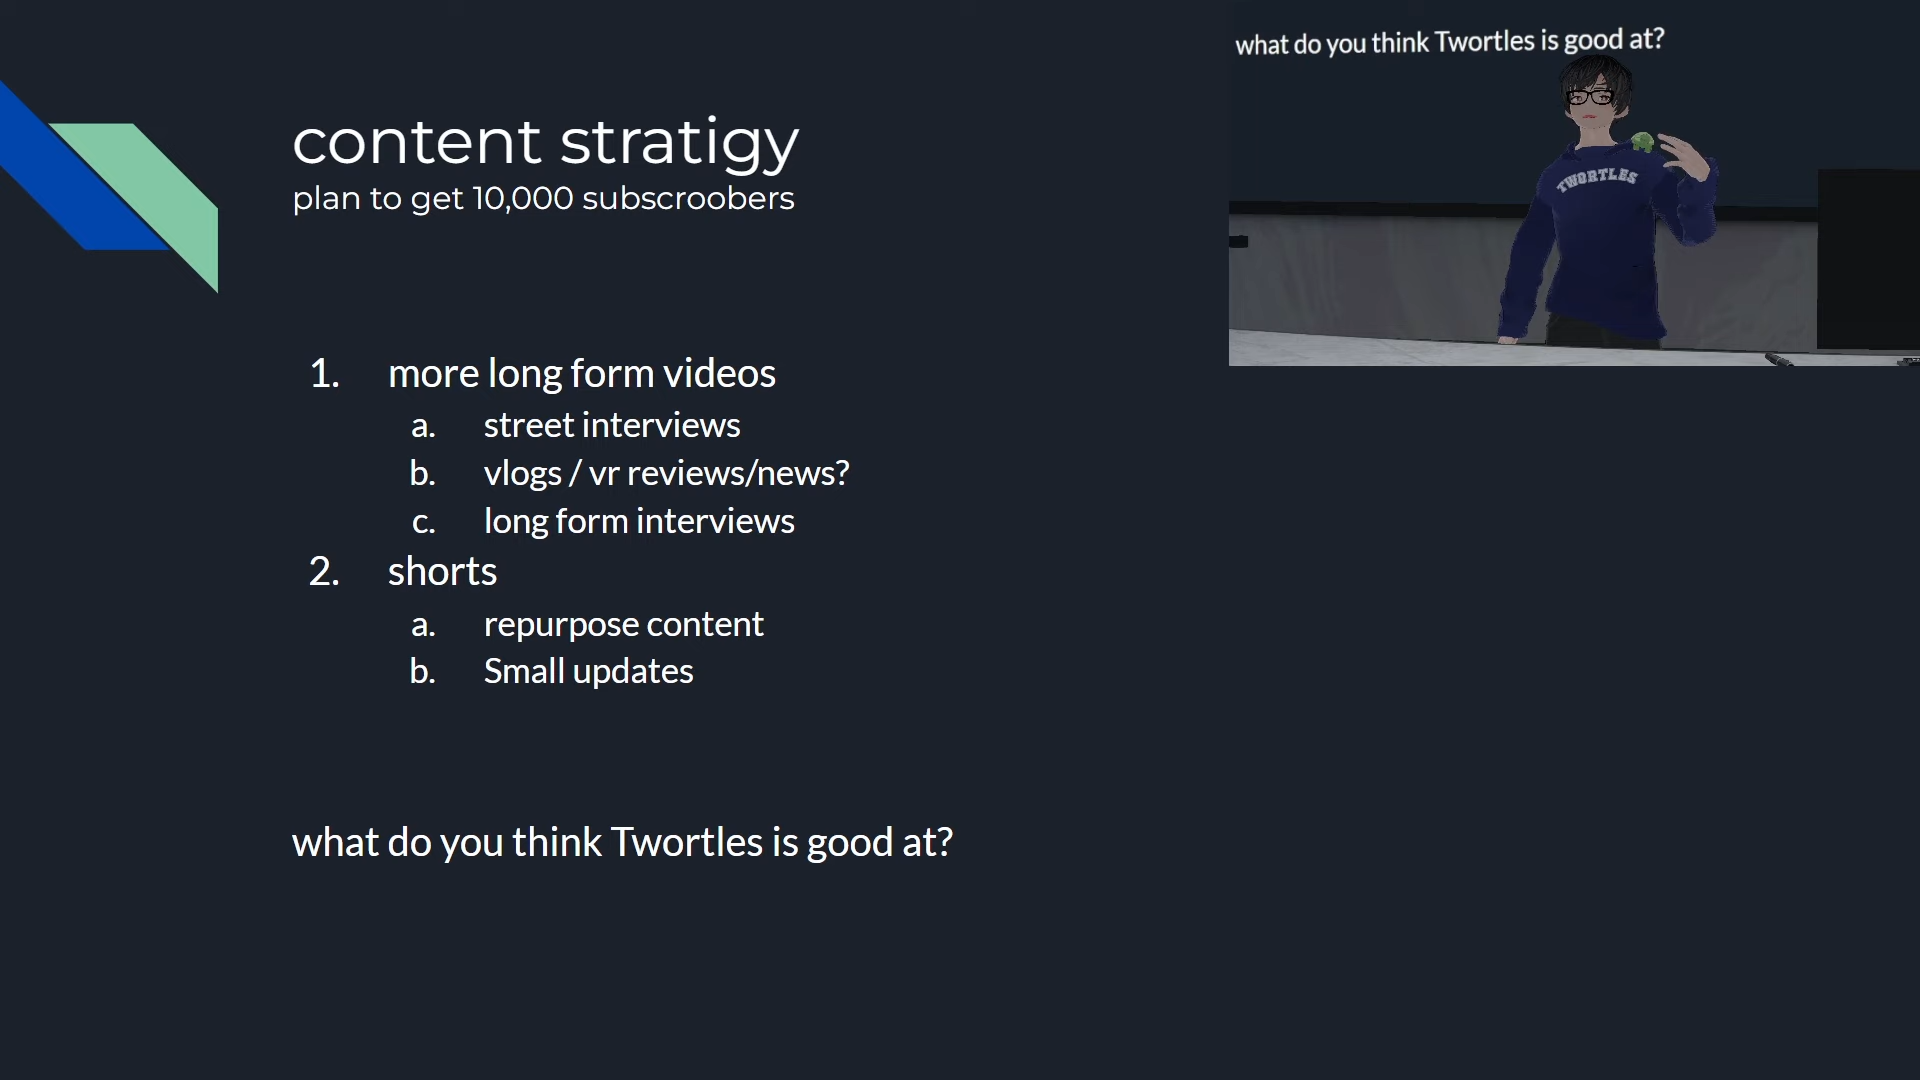 what do you think Twortles is good at?
content stratigy
plan to get 10,000 subscroobers
TWORTLES
1. more long form videos
a. street interviews
b. vlogs / vr reviews/news?
c. long form interviews
2. shorts
a. repurpose content
b. Small updates
what do you think Twortles is good at?